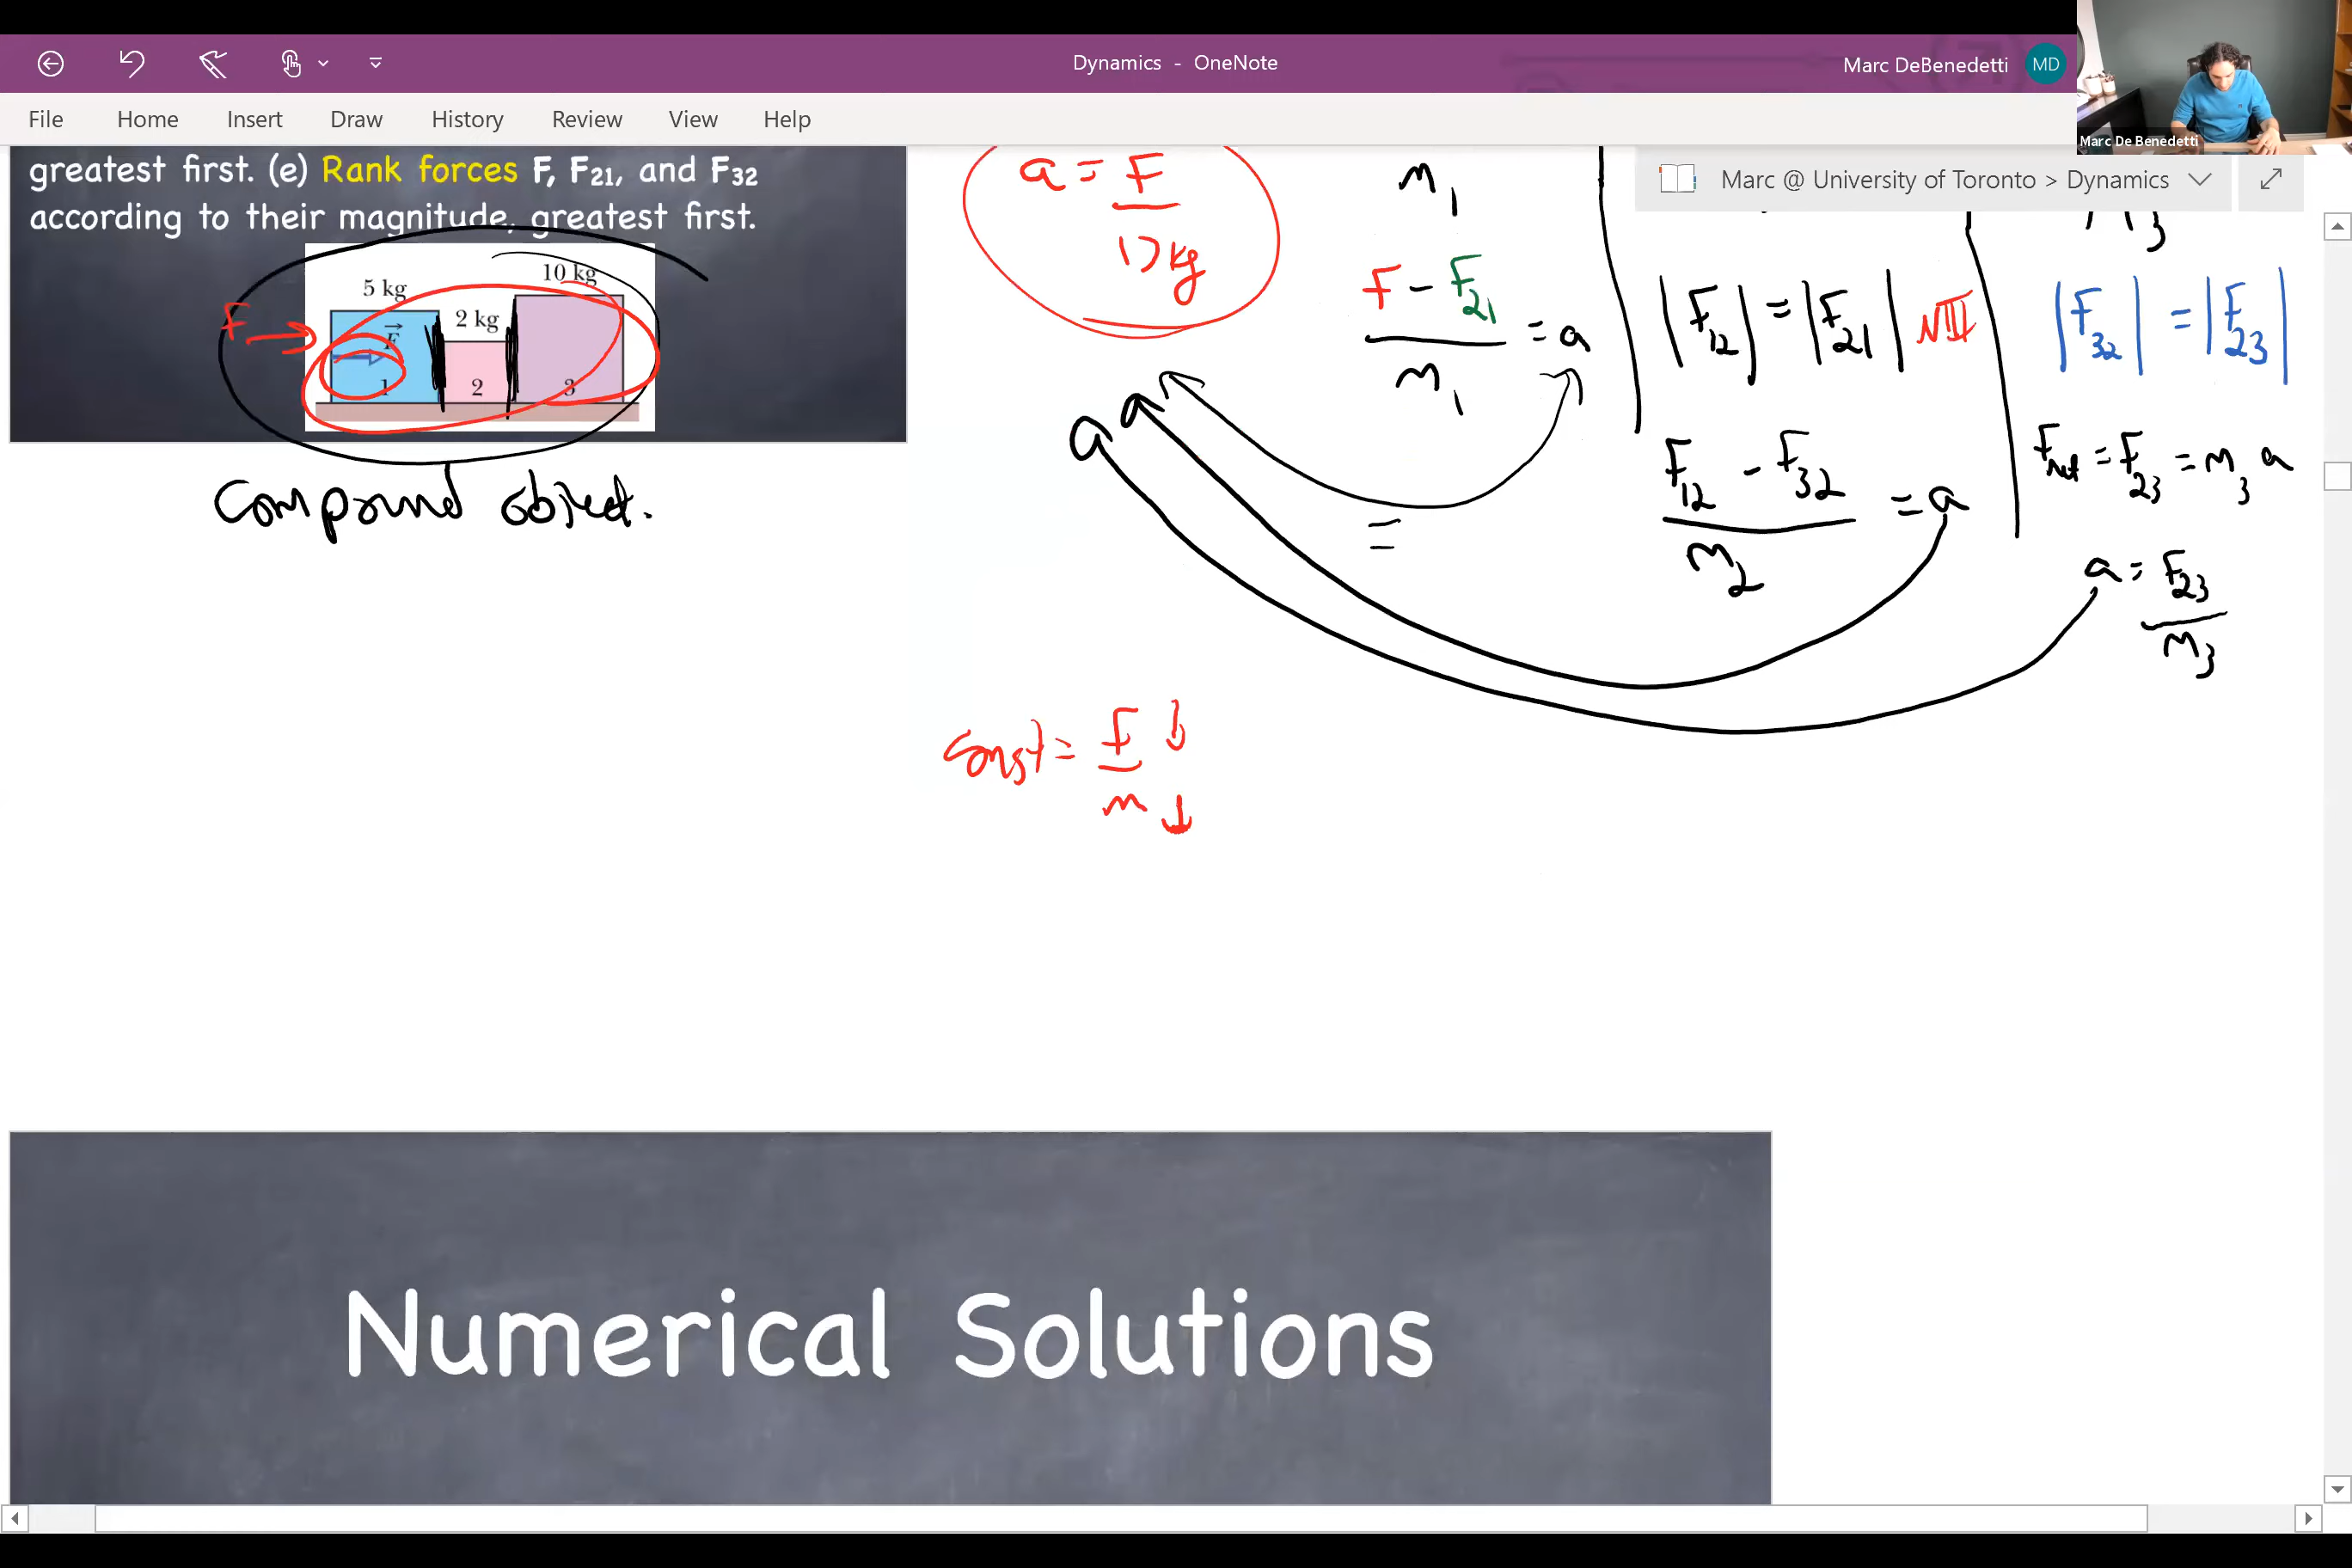 Dynamics - OneNote
Marc DeBenedetti MD
Marc De Benedetti
File Home Insert Draw History Review View Help
Marc @ University of Toronto > Dynamics
greatest first. (e) Rank forces F, F₂₁, and F₃₂
according to their magnitude, greatest first.
5 kg
2 kg
10 kg
F
F
1
2
3
Compound object.
a = F
17 kg
m₁
F - F₂₁ = a
m₁
|F₁₂| = |F₂₁| NIII
F₁₂ - F₃₂ = a
m₂
|F₃₂| = |F₂₃|
Fnet = F₂₃ = m₃ a
a = F₂₃
m₃
a a
=
const = F ↓
m ↓
Numerical Solutions